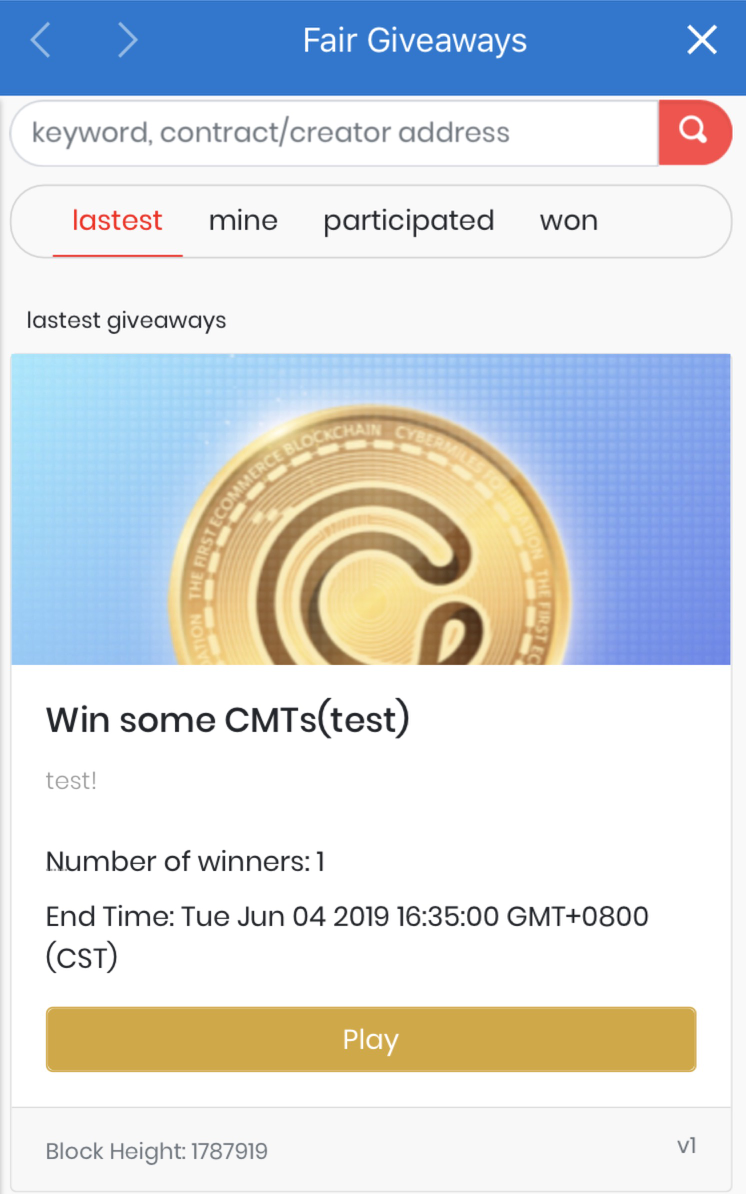 Fair Giveaways
keyword, contract/creator address
lastest mine participated won
lastest giveaways
NDATION THE FIRST ECOMMERCE BLOCKCHAIN CYBERMILES FOUNDATION THE FIRST EC
Win some CMTs(test)
test!
Number of winners: 1
End Time: Tue Jun 04 2019 16:35:00 GMT+0800
(CST)
Play
Block Height: 1787919 v1